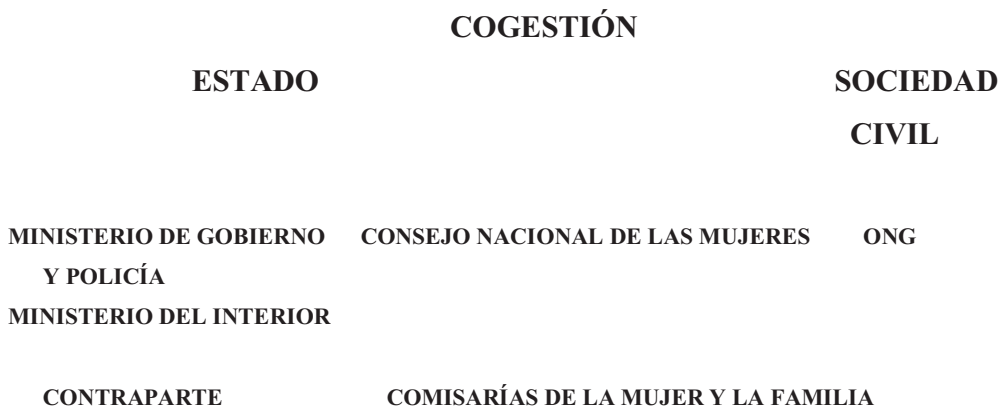 COGESTIÓN
ESTADO SOCIEDAD
CIVIL
MINISTERIO DE GOBIERNO CONSEJO NACIONAL DE LAS MUJERES ONG
Y POLICÍA
MINISTERIO DEL INTERIOR
CONTRAPARTE COMISARÍAS DE LA MUJER Y LA FAMILIA